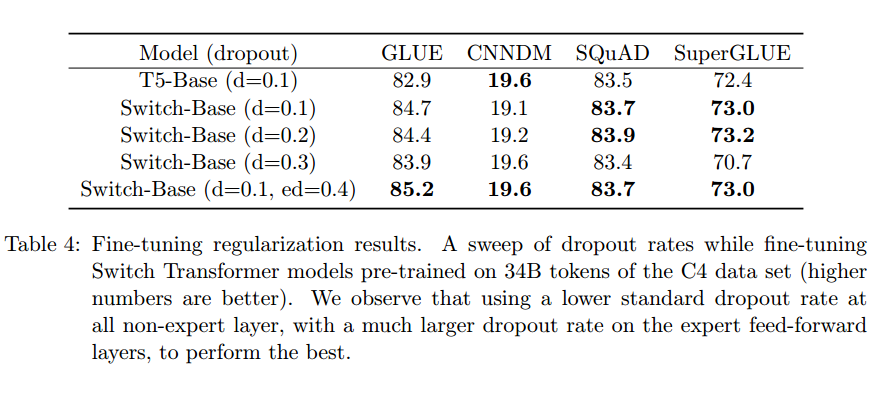 Model (dropout) GLUE CNNDM SQuAD SuperGLUE
T5-Base (d=0.1) 82.9 19.6 83.5 72.4
Switch-Base (d=0.1) 84.7 19.1 83.7 73.0
Switch-Base (d=0.2) 84.4 19.2 83.9 73.2
Switch-Base (d=0.3) 83.9 19.6 83.4 70.7
Switch-Base (d=0.1, ed=0.4) 85.2 19.6 83.7 73.0
Table 4: Fine-tuning regularization results. A sweep of dropout rates while fine-tuning
Switch Transformer models pre-trained on 34B tokens of the C4 data set (higher
numbers are better). We observe that using a lower standard dropout rate at
all non-expert layer, with a much larger dropout rate on the expert feed-forward
layers, to perform the best.